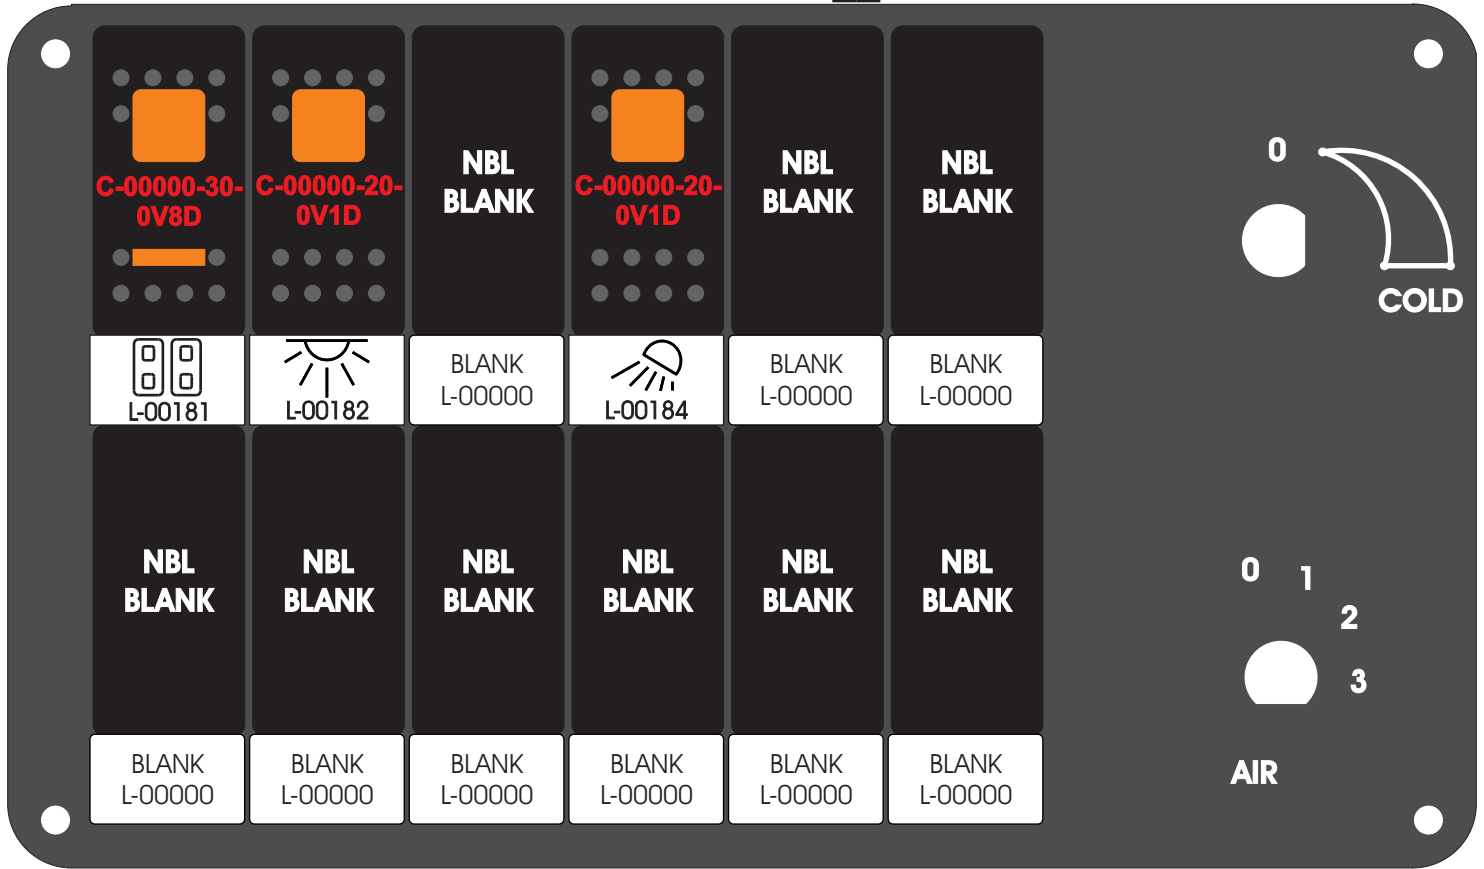 C-00000-30-
0V8D
C-00000-20-
0V1D
NBL
BLANK
C-00000-20-
0V1D
NBL
BLANK
NBL
BLANK
0
COLD
L-00181
L-00182
BLANK
L-00000
L-00184
BLANK
L-00000
BLANK
L-00000
NBL
BLANK
NBL
BLANK
NBL
BLANK
NBL
BLANK
NBL
BLANK
NBL
BLANK
0
1
2
3
AIR
BLANK
L-00000
BLANK
L-00000
BLANK
L-00000
BLANK
L-00000
BLANK
L-00000
BLANK
L-00000